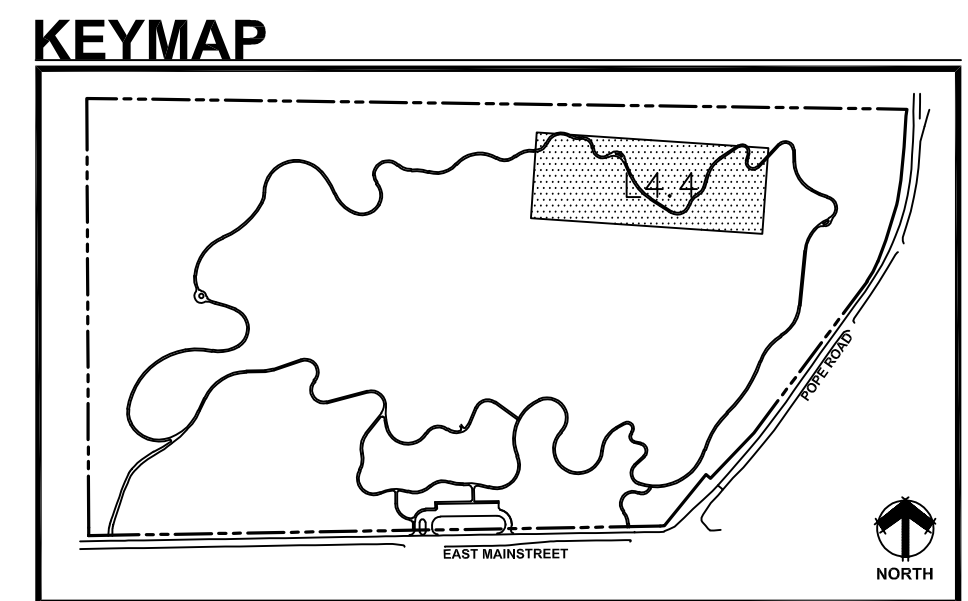 KEYMAP
L4.4
POPE ROAD
EAST MAINSTREET
NORTH